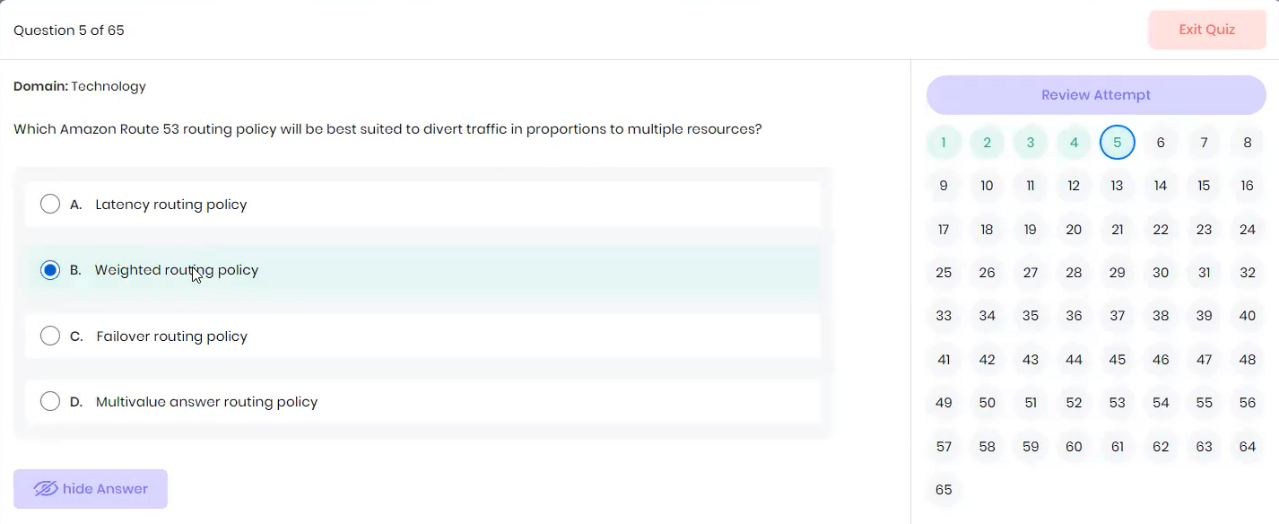 Question 5 of 65
Exit Quiz
Domain: Technology
Which Amazon Route 53 routing policy will be best suited to divert traffic in proportions to multiple resources?
A. Latency routing policy
B. Weighted routing policy
C. Failover routing policy
D. Multivalue answer routing policy
hide Answer
Review Attempt
1 2 3 4 5 6 7 8
9 10 11 12 13 14 15 16
17 18 19 20 21 22 23 24
25 26 27 28 29 30 31 32
33 34 35 36 37 38 39 40
41 42 43 44 45 46 47 48
49 50 51 52 53 54 55 56
57 58 59 60 61 62 63 64
65